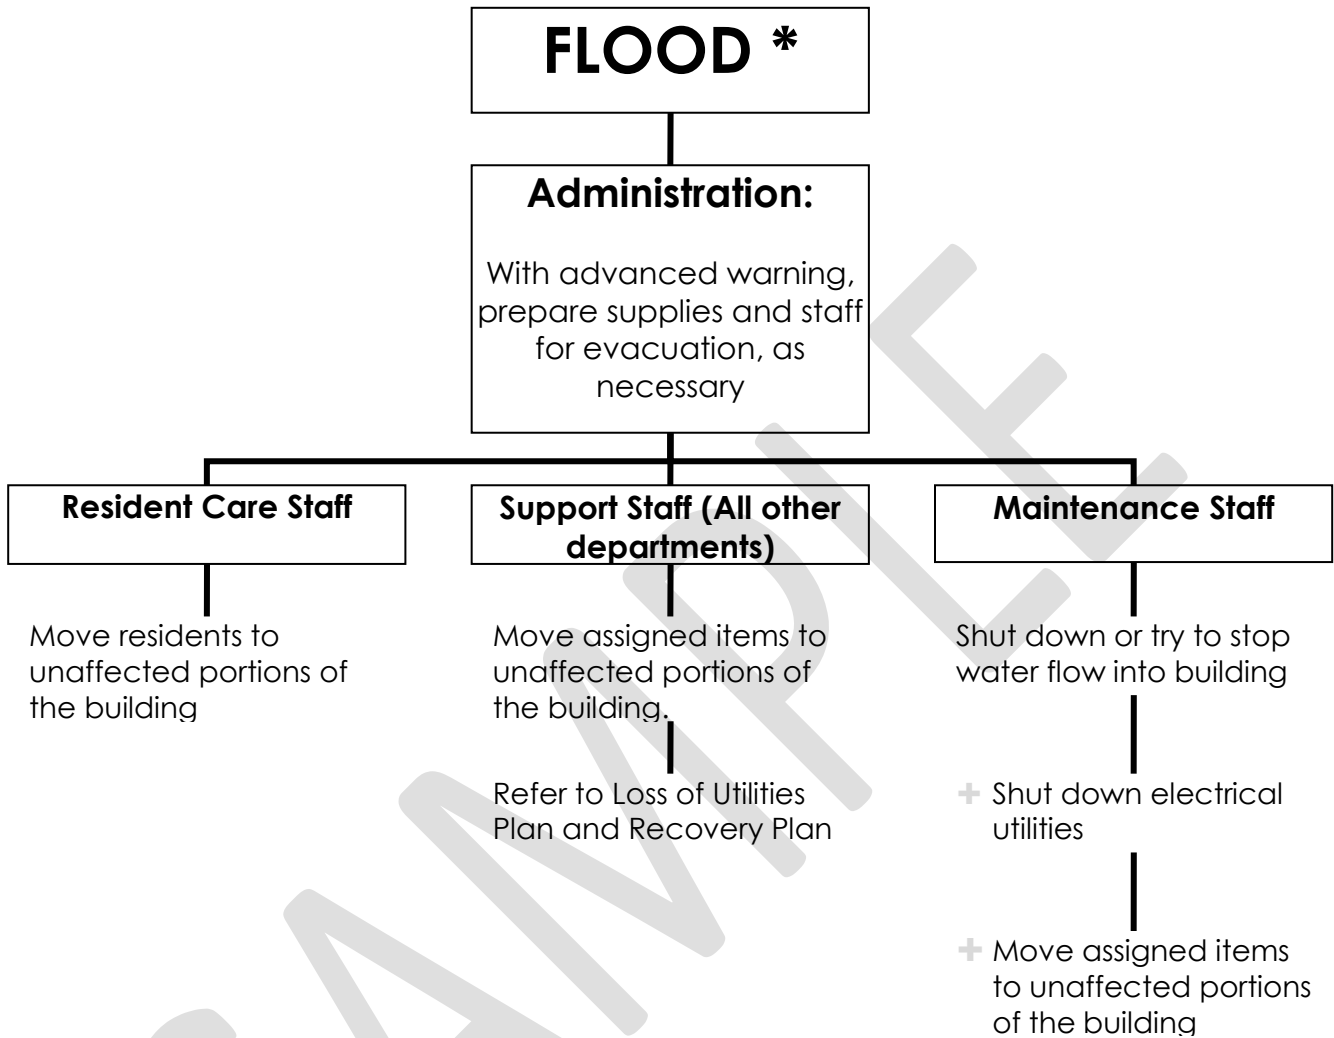 FLOOD *
Administration:
With advanced warning,
prepare supplies and staff
for evacuation, as
necessary
Resident Care Staff
Move residents to
unaffected portions of
the building
Support Staff (All other
departments)
Move assigned items to
unaffected portions of
the building.
Refer to Loss of Utilities
Plan and Recovery Plan
Maintenance Staff
Shut down or try to stop
water flow into building
+ Shut down electrical
utilities
+ Move assigned items
to unaffected portions
of the building
SAMPLE